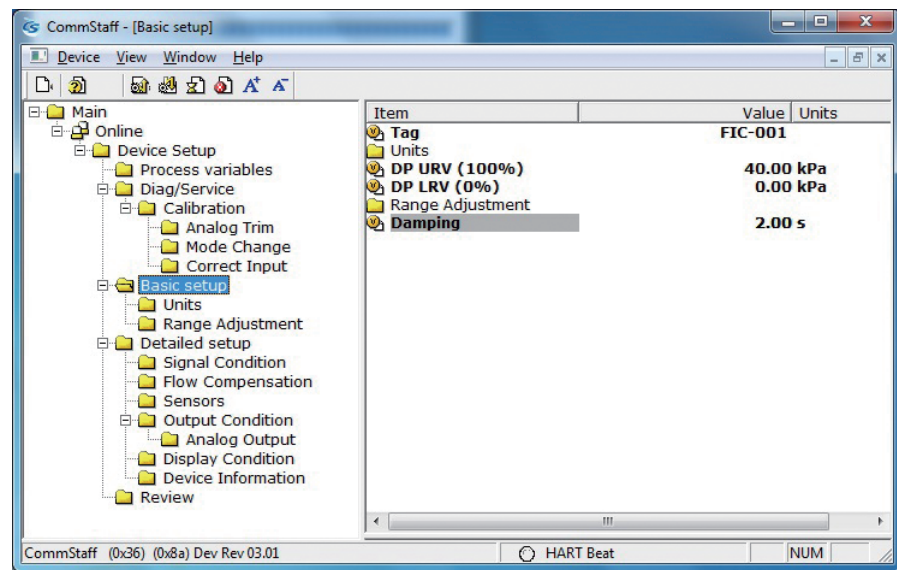 CommStaff - [Basic setup]
Device View Window Help
Main
Online
Device Setup
Process variables
Diag/Service
Calibration
Analog Trim
Mode Change
Correct Input
Basic setup
Units
Range Adjustment
Detailed setup
Signal Condition
Flow Compensation
Sensors
Output Condition
Analog Output
Display Condition
Device Information
Review
Item Value Units
Tag FIC-001
Units
DP URV (100%) 40.00 kPa
DP LRV (0%) 0.00 kPa
Range Adjustment
Damping 2.00 s
CommStaff (0x36) (0x8a) Dev Rev 03.01 HART Beat NUM